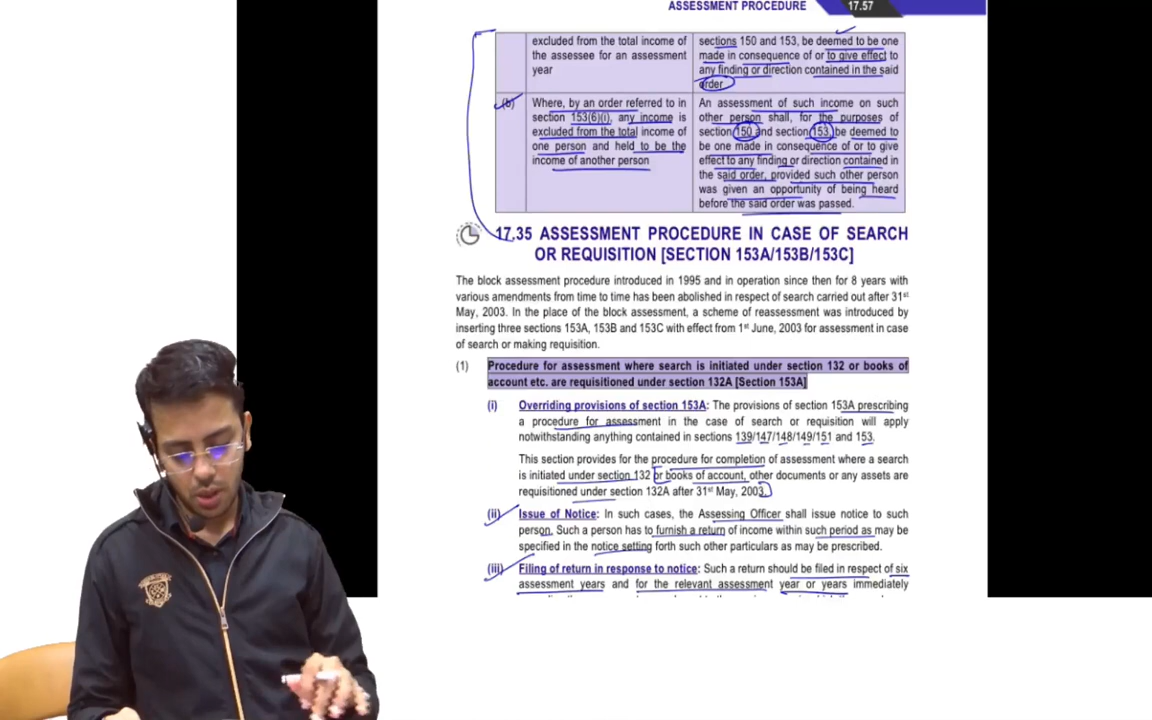 ASSESSMENT PROCEDURE 17.57
excluded from the total income of
the assessee for an assessment
year
sections 150 and 153, be deemed to be one
made in consequence of or to give effect to
any finding or direction contained in the said
order
(b) Where, by an order referred to in
section 153(6)(i), any income is
excluded from the total income of
one person and held to be the
income of another person
An assessment of such income on such
other person shall, for the purposes of
section 150 and section 153, be deemed to
be one made in consequence of or to give
effect to any finding or direction contained in
the said order, provided such other person
was given an opportunity of being heard
before the said order was passed.
17.35 ASSESSMENT PROCEDURE IN CASE OF SEARCH
OR REQUISITION [SECTION 153A/153B/153C]
The block assessment procedure introduced in 1995 and in operation since then for 8 years with
various amendments from time to time has been abolished in respect of search carried out after 31st
May, 2003. In the place of the block assessment, a scheme of reassessment was introduced by
inserting three sections 153A, 153B and 153C with effect from 1st June, 2003 for assessment in case
of search or making requisition.
(1) Procedure for assessment where search is initiated under section 132 or books of
account etc. are requisitioned under section 132A [Section 153A]
(i) Overriding provisions of section 153A: The provisions of section 153A prescribing
a procedure for assessment in the case of search or requisition will apply
notwithstanding anything contained in sections 139/147/148/149/151 and 153.
This section provides for the procedure for completion of assessment where a search
is initiated under section 132 or books of account, other documents or any assets are
requisitioned under section 132A after 31st May, 2003.
(ii) Issue of Notice: In such cases, the Assessing Officer shall issue notice to such
person. Such a person has to furnish a return of income within such period as may be
specified in the notice setting forth such other particulars as may be prescribed.
(iii) Filing of return in response to notice: Such a return should be filed in respect of six
assessment years and for the relevant assessment year or years immediately